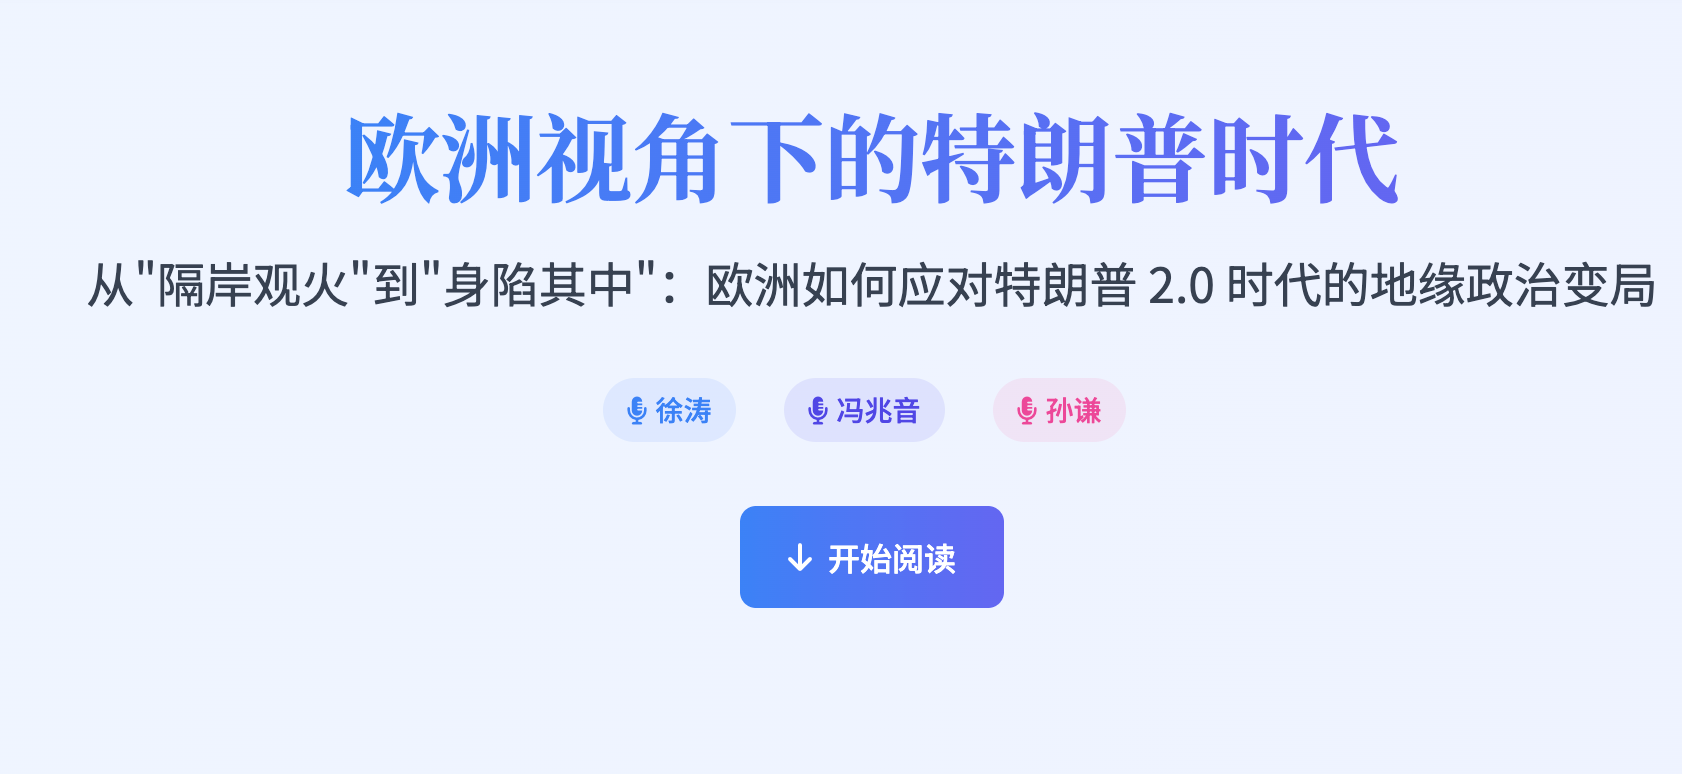 欧洲视角下的特朗普时代
从"隔岸观火"到"身陷其中"：欧洲如何应对特朗普 2.0 时代的地缘政治变局
徐涛 冯兆音 孙谦
开始阅读